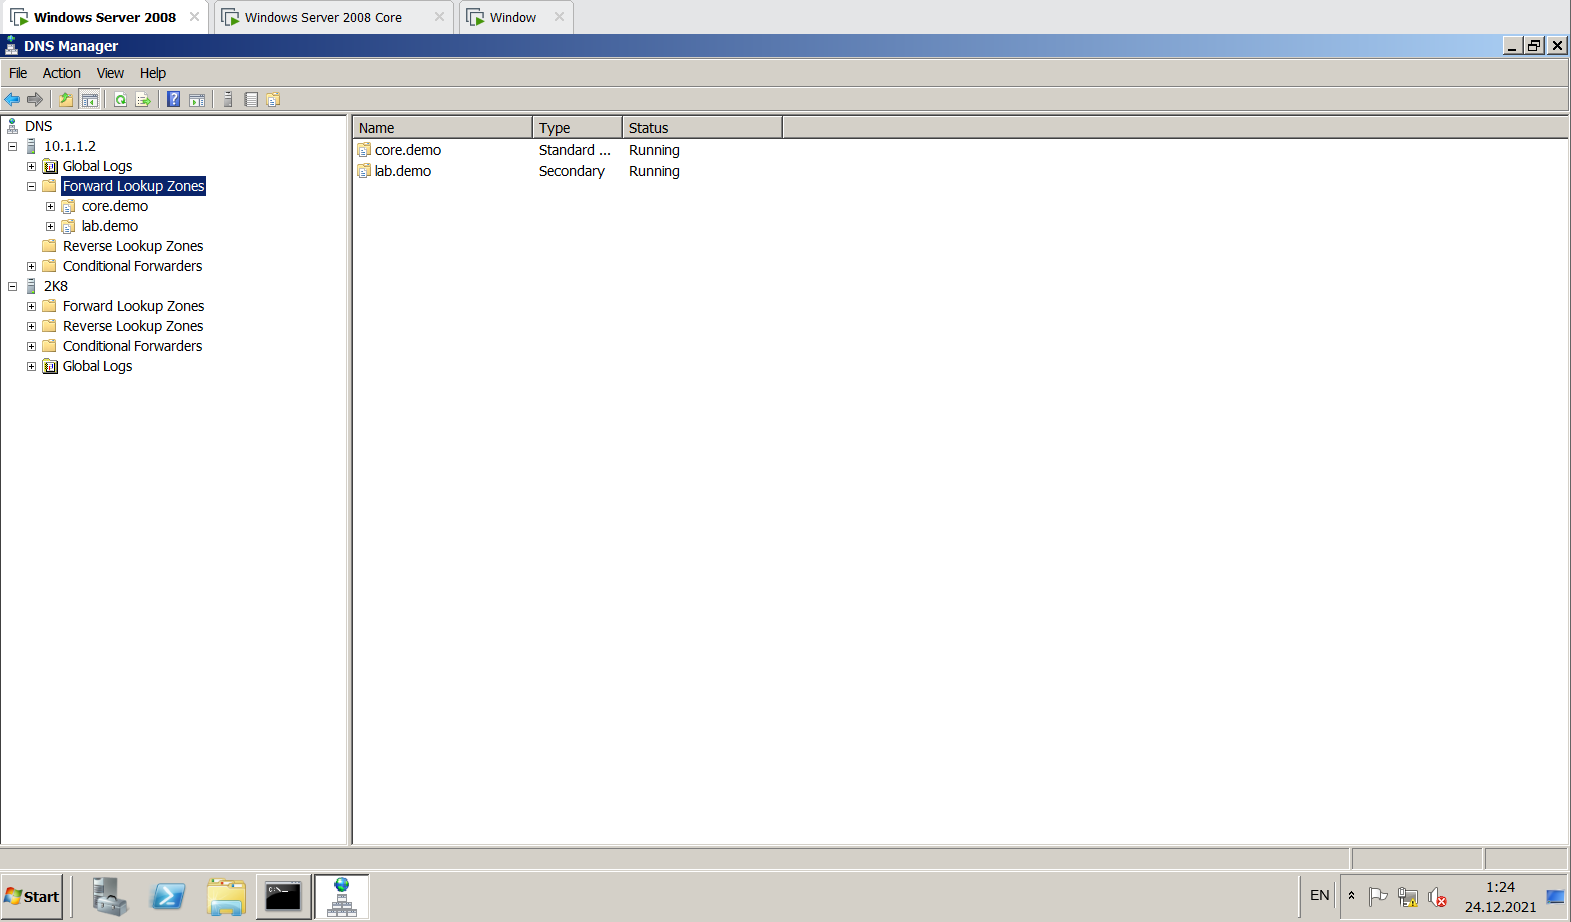 Windows Server 2008
Windows Server 2008 Core
Window
DNS Manager
File Action View Help
DNS
10.1.1.2
Global Logs
Forward Lookup Zones
core.demo
lab.demo
Reverse Lookup Zones
Conditional Forwarders
2K8
Forward Lookup Zones
Reverse Lookup Zones
Conditional Forwarders
Global Logs
Name Type Status
core.demo Standard ... Running
lab.demo Secondary Running
Start
C:\_
EN
1:24
24.12.2021